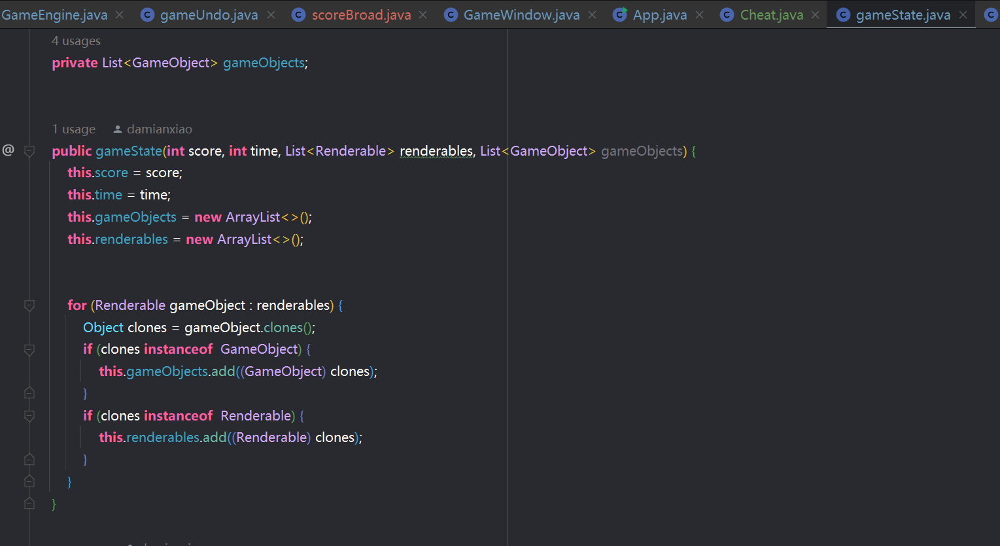 GameEngine.java gameUndo.java scoreBroad.java GameWindow.java App.java Cheat.java gameState.java
4 usages
private List<GameObject> gameObjects;
1 usage damianxiao
@ public gameState(int score, int time, List<Renderable> renderables, List<GameObject> gameObjects) {
this.score = score;
this.time = time;
this.gameObjects = new ArrayList<>();
this.renderables = new ArrayList<>();
for (Renderable gameObject : renderables) {
Object clones = gameObject.clones();
if (clones instanceof  GameObject) {
this.gameObjects.add((GameObject) clones);
}
if (clones instanceof  Renderable) {
this.renderables.add((Renderable) clones);
}
}
}